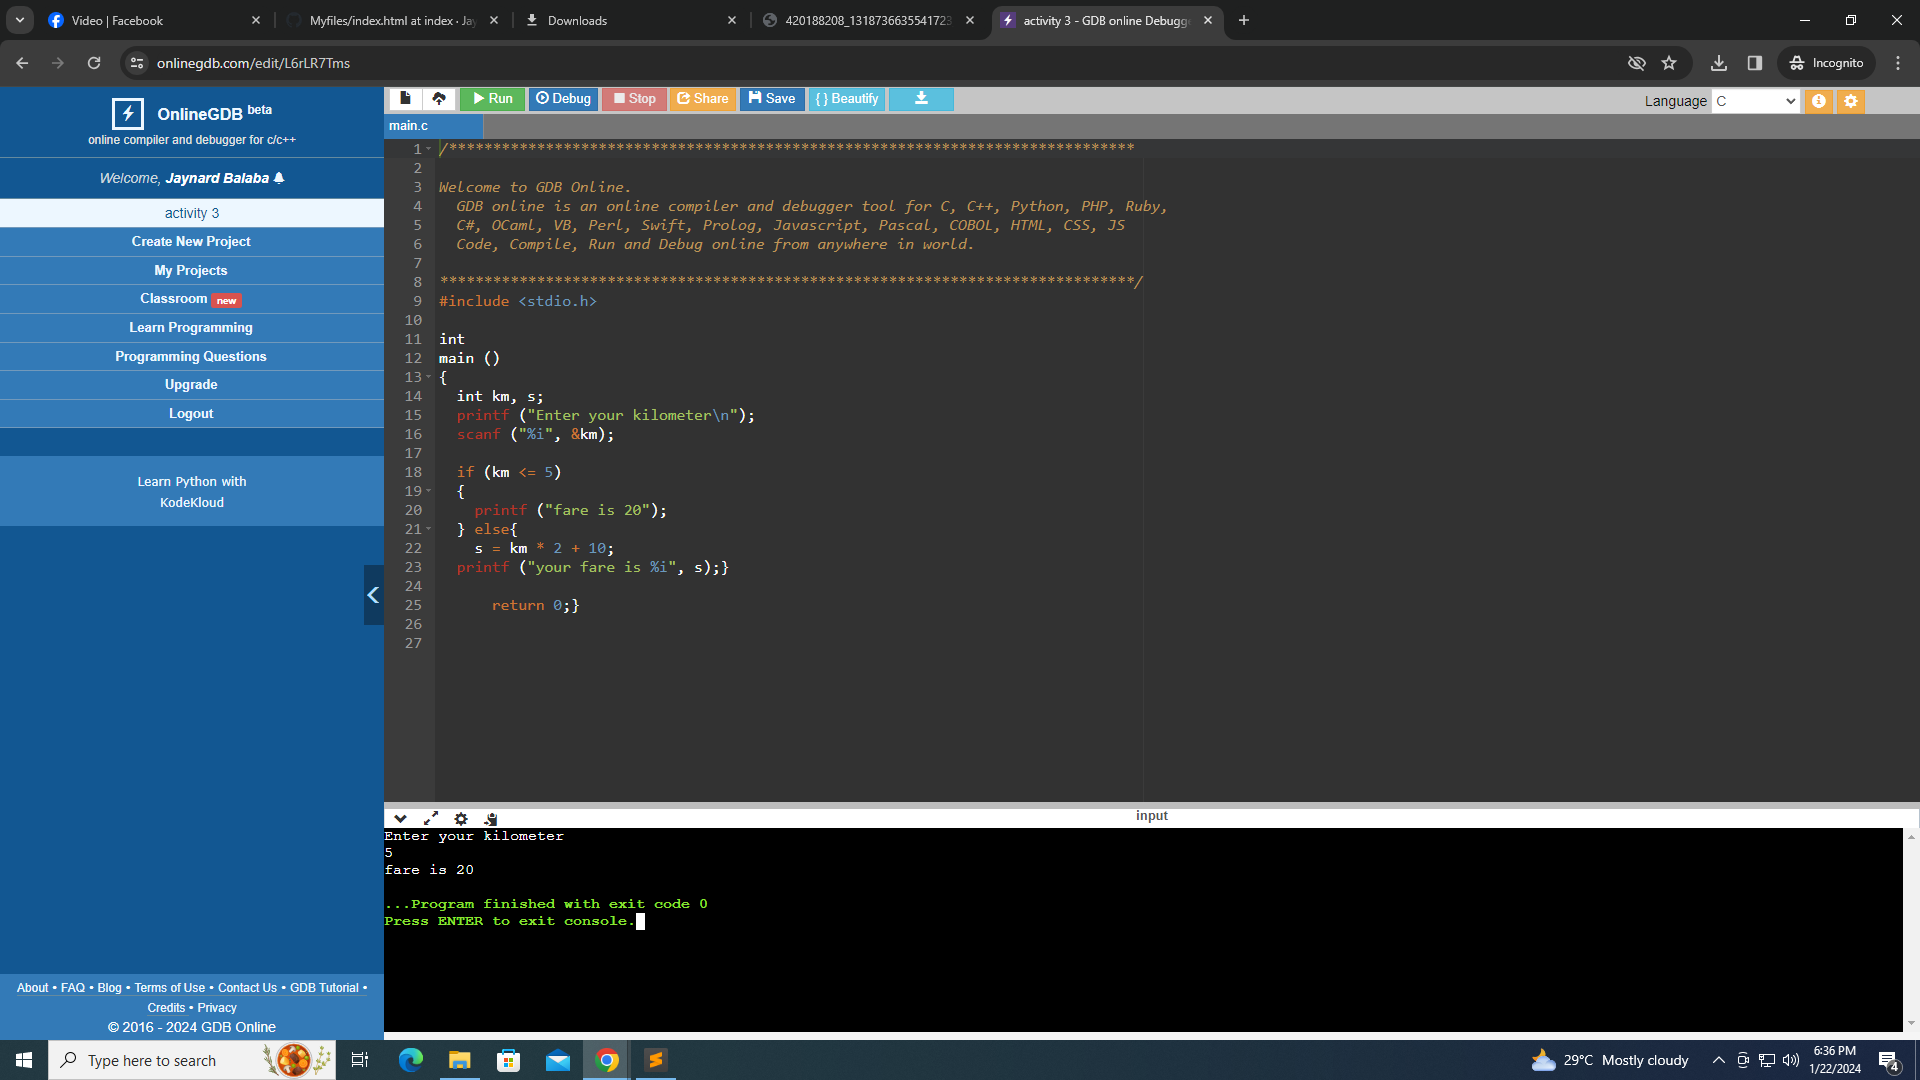 Video | Facebook
Myfiles/index.html at index · Jay
Downloads
420188208_1318736635541723
activity 3 - GDB online Debugge
onlinegdb.com/edit/L6rLR7Tms
Incognito
OnlineGDB beta
online compiler and debugger for c/c++
Welcome, Jaynard Balaba
activity 3
Create New Project
My Projects
Classroom new
Learn Programming
Programming Questions
Upgrade
Logout
Learn Python with
KodeKloud
About • FAQ • Blog • Terms of Use • Contact Us • GDB Tutorial •
Credits • Privacy
© 2016 - 2024 GDB Online
Run Debug Stop Share Save { } Beautify
Language C
main.c
1 /******************************************************************************
2
3 Welcome to GDB Online.
4 GDB online is an online compiler and debugger tool for C, C++, Python, PHP, Ruby,
5 C#, OCaml, VB, Perl, Swift, Prolog, Javascript, Pascal, COBOL, HTML, CSS, JS
6 Code, Compile, Run and Debug online from anywhere in world.
7
8 *******************************************************************************/
9 #include <stdio.h>
10
11 int
12 main ()
13 {
14 int km, s;
15 printf ("Enter your kilometer\n");
16 scanf ("%i", &km);
17
18 if (km <= 5)
19 {
20 printf ("fare is 20");
21 } else{
22 s = km * 2 + 10;
23 printf ("your fare is %i", s);}
24
25 return 0;}
26
27
input
Enter your kilometer
5
fare is 20
...Program finished with exit code 0
Press ENTER to exit console.
Type here to search
29°C Mostly cloudy
6:36 PM
1/22/2024
4